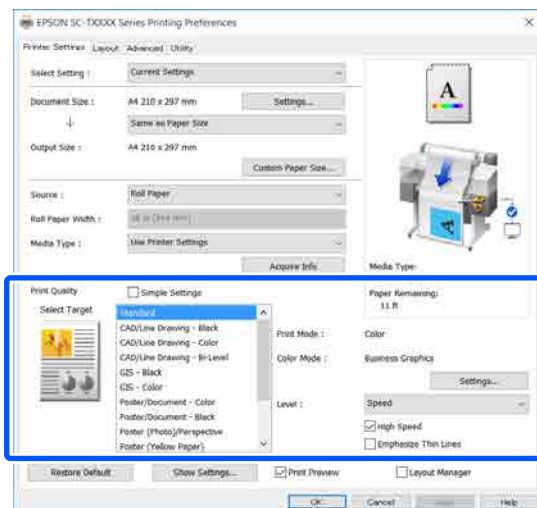 EPSON SC-TXXXX Series Printing Preferences
Printer Settings Layout Advanced Utility
Select Setting : Current Settings
Document Size : A4 210 x 297 mm Settings...
Same as Paper Size
Output Size : A4 210 x 297 mm
Custom Paper Size...
Source : Roll Paper
Roll Paper Width :
Media Type : Use Printer Settings
Acquire Info Media Type:
Print Quality Simple Settings Paper Remaining:
Select Target Standard 11 ft
CAD/Line Drawing - Black Print Mode : Color
CAD/Line Drawing - Color
CAD/Line Drawing - Bi-Level Color Mode : Business Graphics
GIS - Black
GIS - Color Settings...
Poster/Document - Color Level : Speed
Poster/Document - Black
Poster (Photo)/Perspective High Speed
Poster (Yellow Paper) Emphasize Thin Lines
Restore Default Show Settings... Print Preview Layout Manager
OK Cancel Help
A